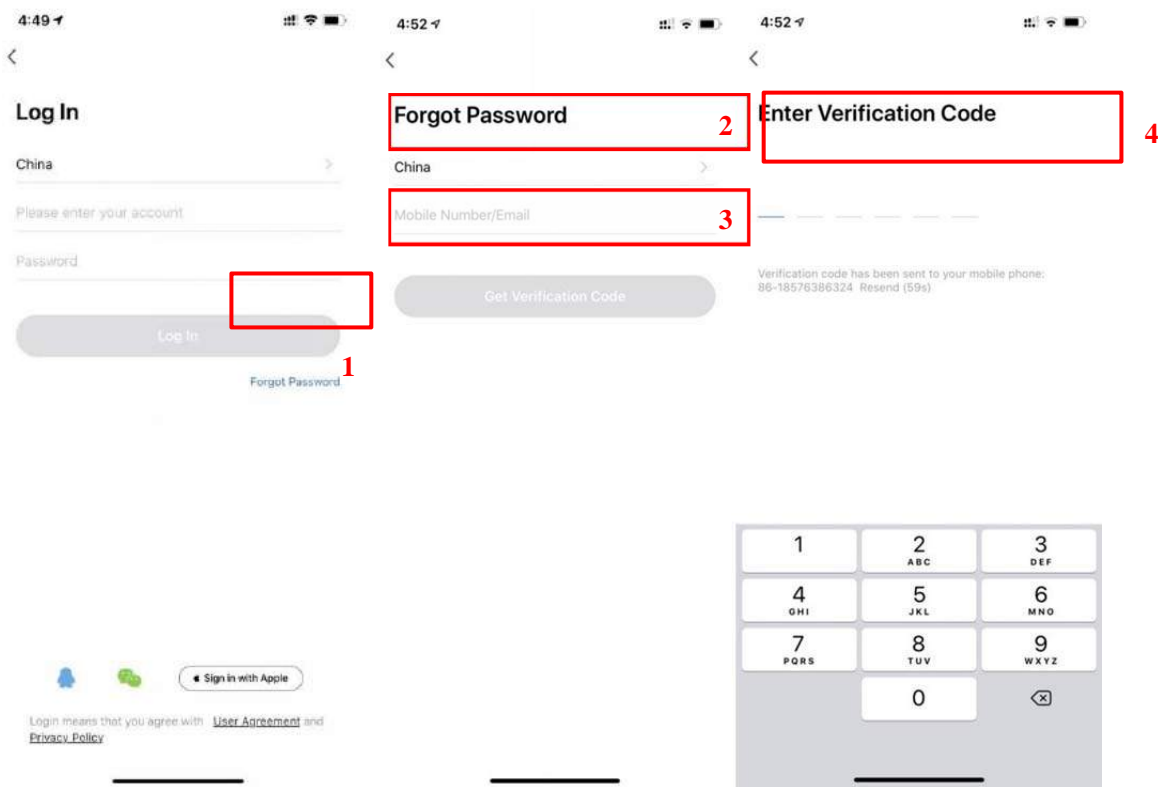 4:49
Log In
China
Please enter your account
Password
Log In
1
Forgot Password
Sign in with Apple
Login means that you agree with User Agreement and
Privacy Policy
4:52
Forgot Password
2
China
Mobile Number/Email
3
Get Verification Code
4:52
Enter Verification Code
4
Verification code has been sent to your mobile phone:
86-18576386324 Resend (59s)
1
2
3
ABC
DEF
4
5
6
GHI
JKL
MNO
7
8
9
PQRS
TUV
WXYZ
0